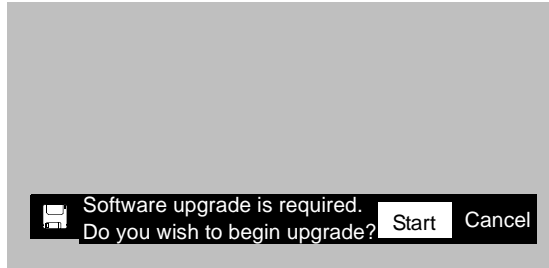 Software upgrade is required.
Do you wish to begin upgrade?
Start
Cancel